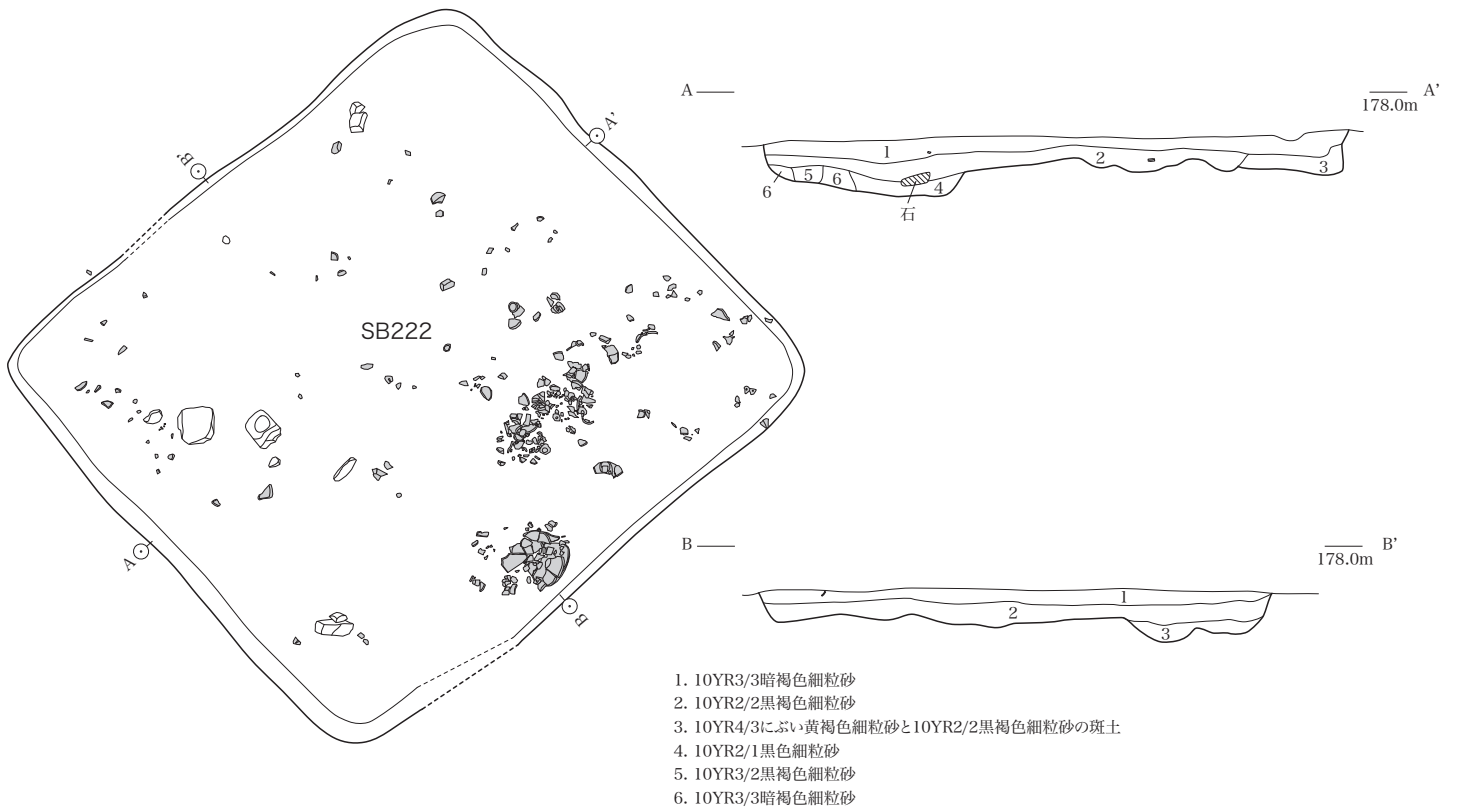 A’
B’
SB222
A
B
A
A’
178.0m
1
2
3
4
5
6
6
石
B
B’
178.0m
1
2
3
1. 10YR3/3暗褐色細粒砂
2. 10YR2/2黒褐色細粒砂
3. 10YR4/3にぶい黄褐色細粒砂と10YR2/2黒褐色細粒砂の斑土
4. 10YR2/1黒色細粒砂
5. 10YR3/2黒褐色細粒砂
6. 10YR3/3暗褐色細粒砂